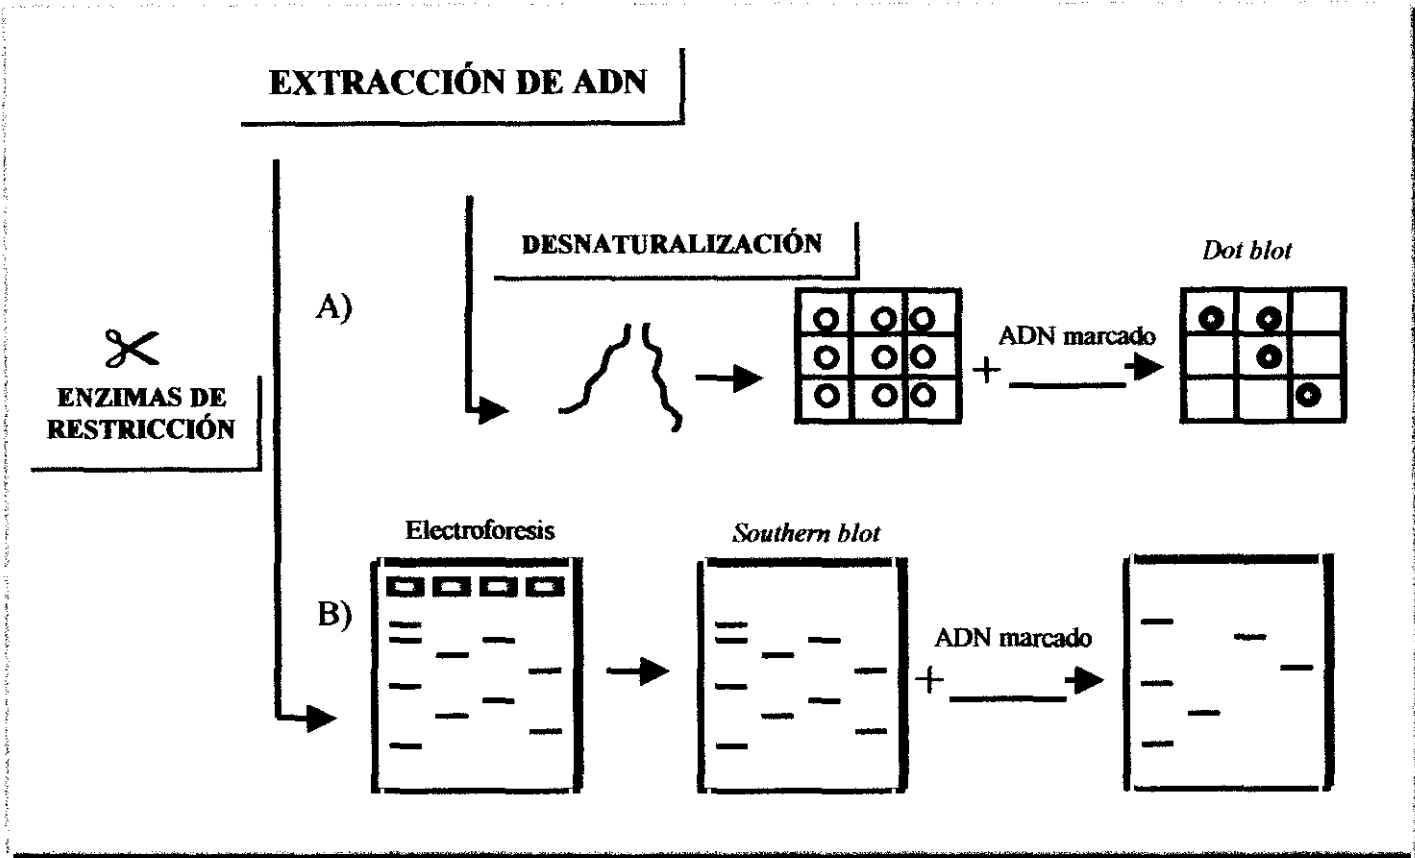 EXTRACCIÓN DE ADN
DESNATURALIZACIÓN
Dot blot
A)
ADN marcado
+
ENZIMAS DE
RESTRICCIÓN
Electroforesis
Southern blot
B)
ADN marcado
+